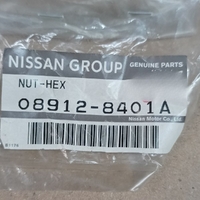 NISSAN GROUP GENUINE PARTS
NUT-HEX
08912-8401A
Nissan Motor Co., Ltd.